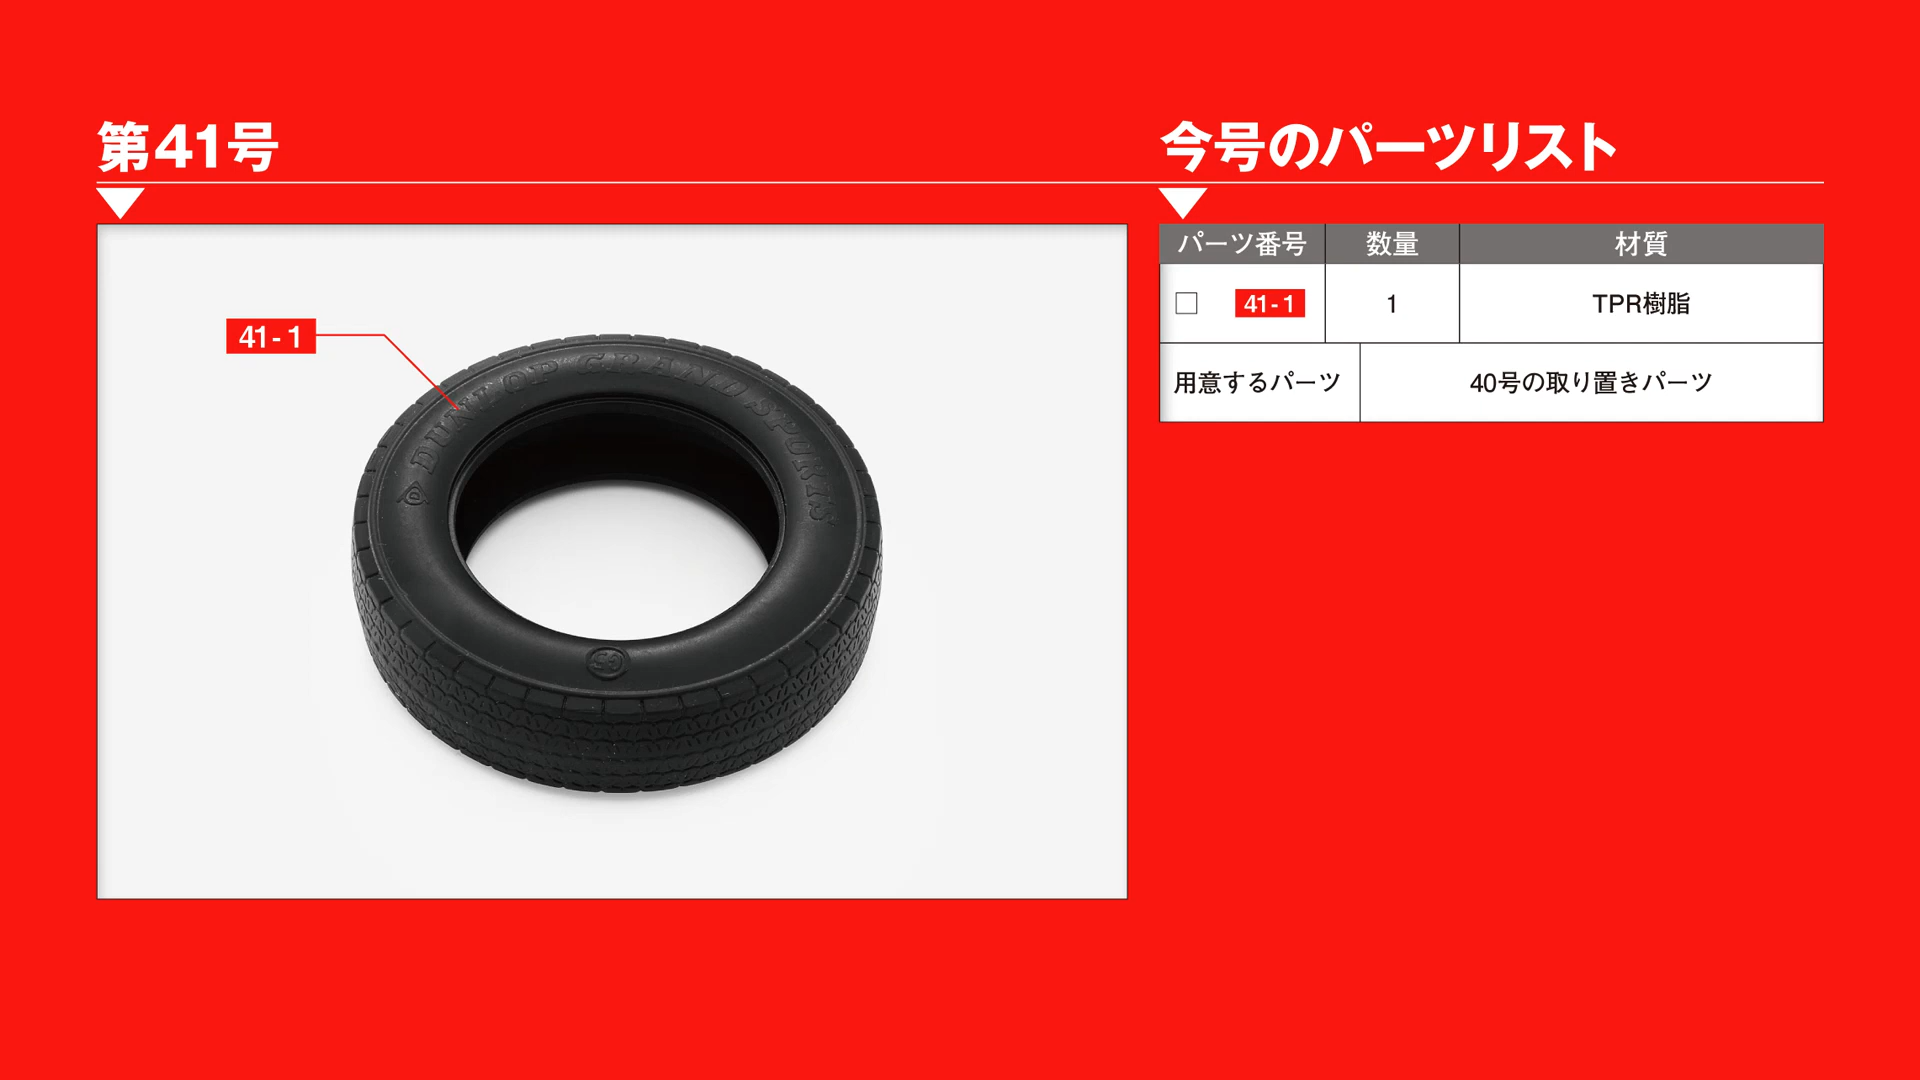 第41号
今号のパーツリスト
41-1
DUNLOP GRAND SPORTS
D
G5
パーツ番号 数量 材質
□ 41-1 1 TPR樹脂
用意するパーツ 40号の取り置きパーツ